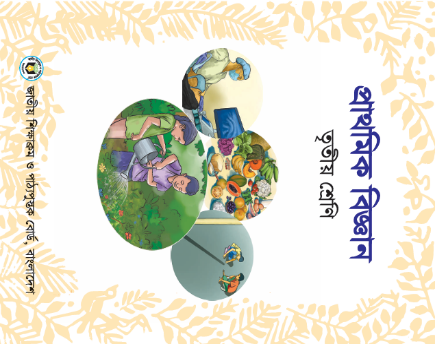 প্রাথমিক বিজ্ঞান
তৃতীয় শ্রেণি
জাতীয় শিক্ষাক্রম ও পাঠ্যপুস্তক বোর্ড, বাংলাদেশ